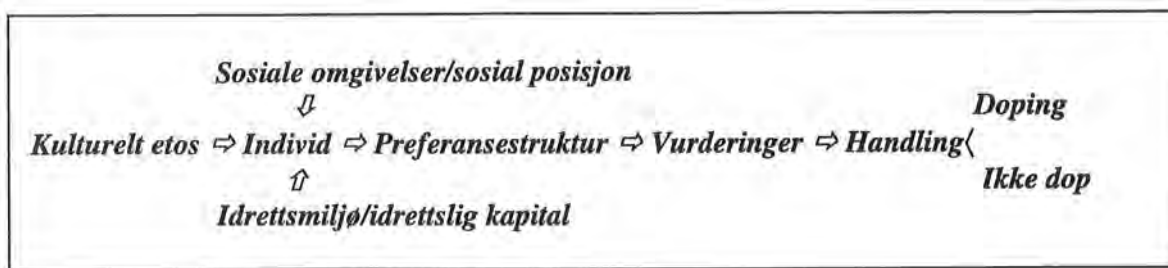 Sosiale omgivelser/sosial posisjon
⇩
Doping
Kulturelt etos ⇨ Individ ⇨ Preferansestruktur ⇨ Vurderinger ⇨ Handling⟨
Ikke dop
⇧
Idrettsmiljø/idrettslig kapital